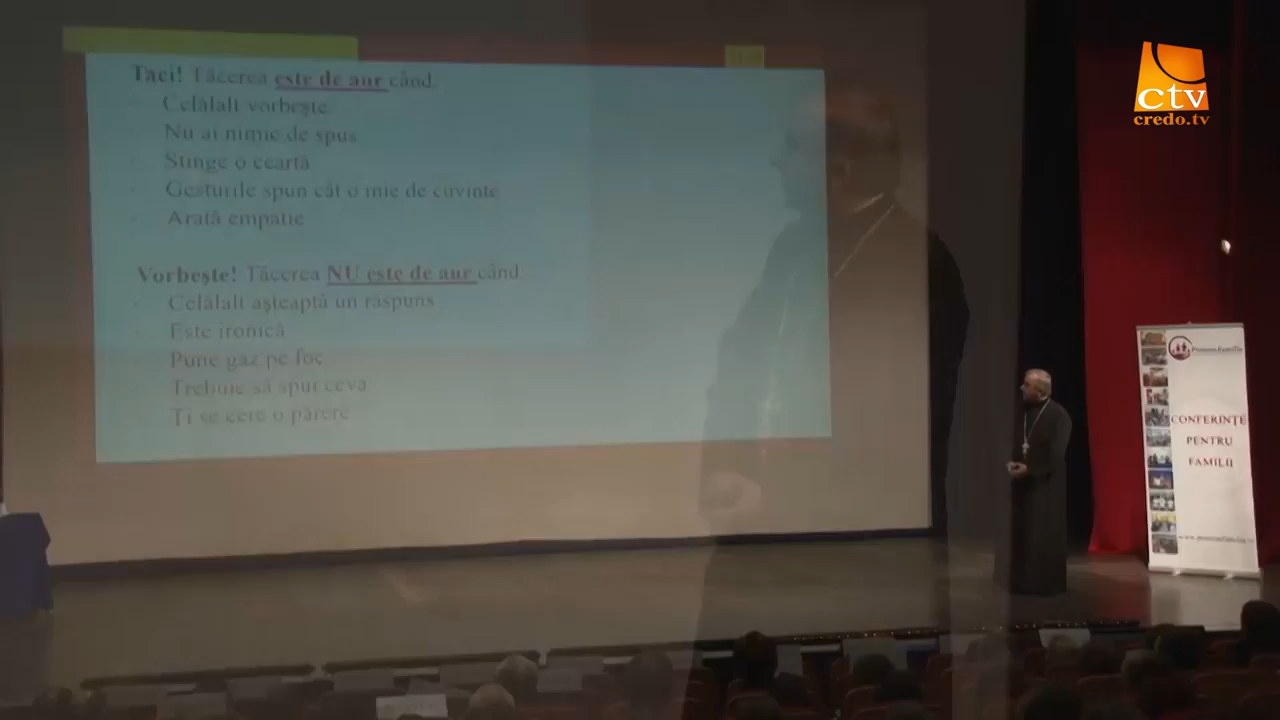 Taci! Tăcerea este de aur când.
Celălalt vorbește
Nu ai nimic de spus
Stinge o ceartă
Gesturile spun cât o mie de cuvinte
Arată empatie
Vorbește! Tăcerea NU este de aur când.
Celălalt așteaptă un răspuns
Este ironică
Pune gaz pe foc
Trebuie să spui ceva
Ți se cere o părere
ctv
credo.tv
CONFERINȚE
PENTRU
FAMILII